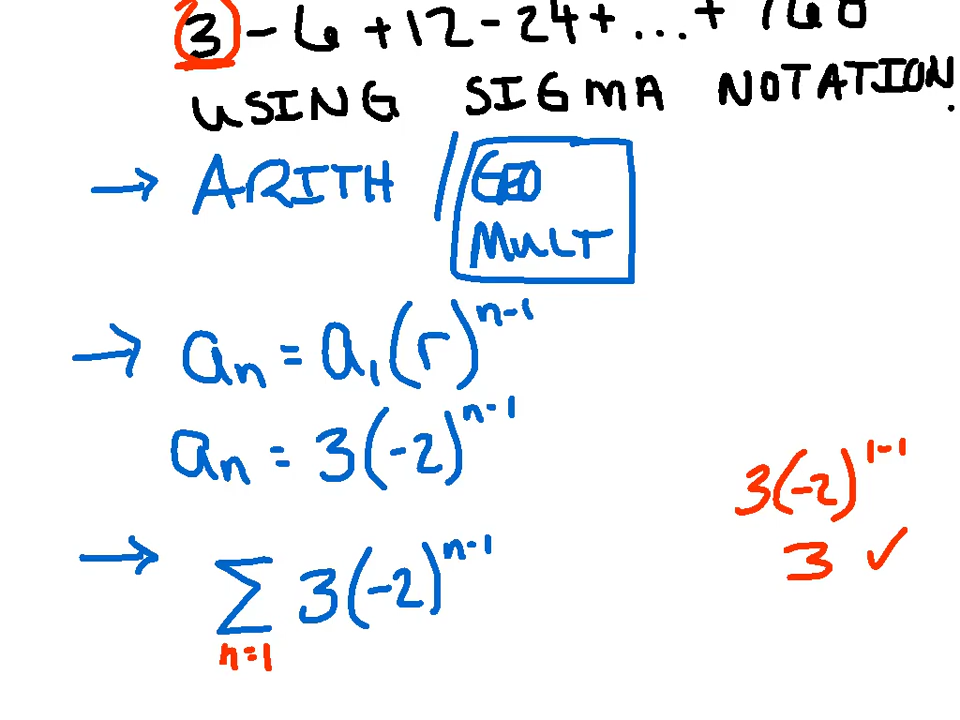 3 - 6 + 12 - 24 + ... + 768
USING SIGMA NOTATION.
→ ARITH / GEO
MULT
→ an = a1(r)^n-1
an = 3(-2)^n-1
3(-2)^1-1
3 ✓
→ ∑ 3(-2)^n-1
n=1